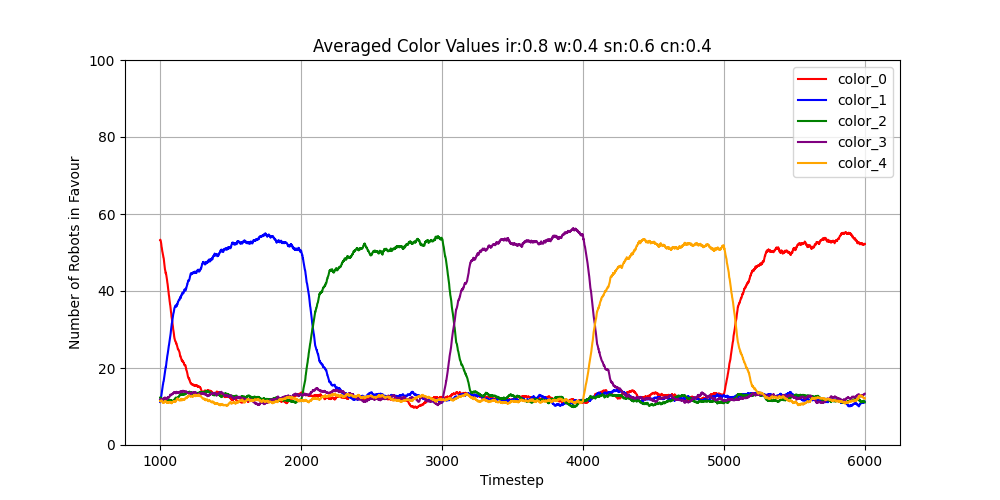 Averaged Color Values ir:0.8 w:0.4 sn:0.6 cn:0.4
100
80
60
40
20
0
Number of Robots in Favour
color_0
color_1
color_2
color_3
color_4
1000 2000 3000 4000 5000 6000
Timestep